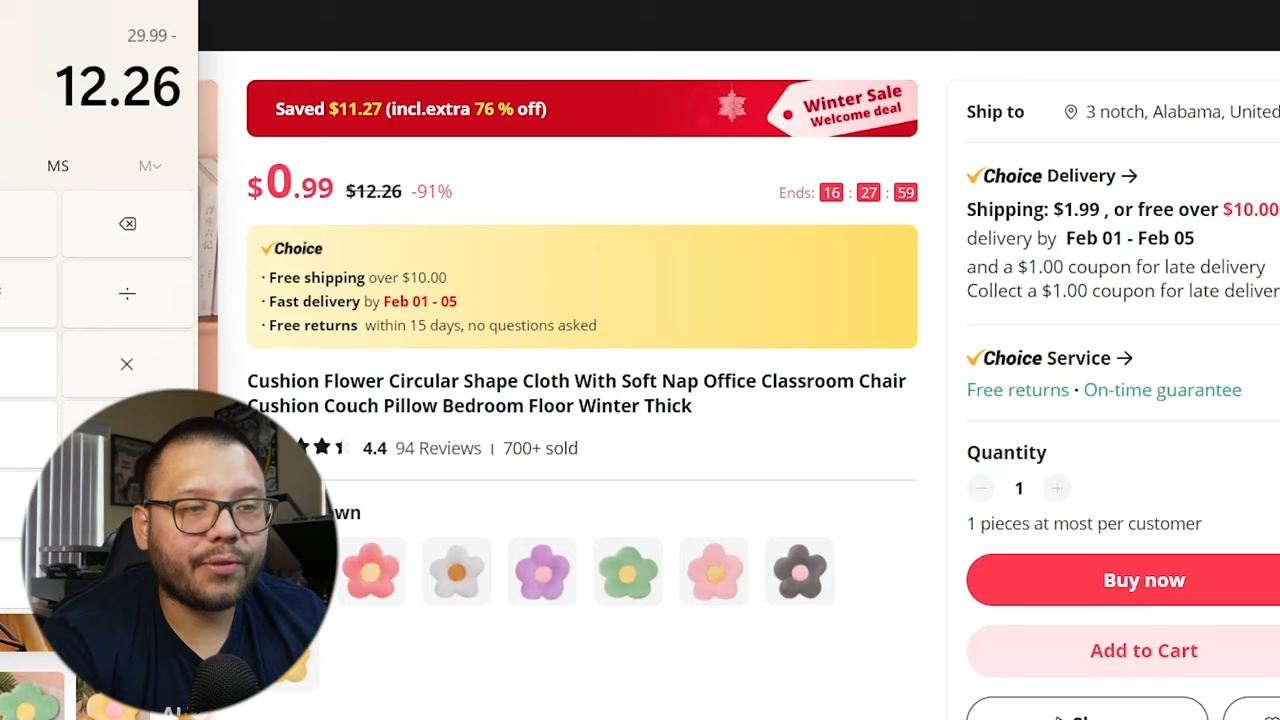 29.99 -
12.26
MS
M
Saved $11.27 (incl.extra 76 % off)
Winter Sale
Welcome deal
$0.99 $12.26 -91%
Ends: 16 : 27 : 59
Choice
· Free shipping over $10.00
· Fast delivery by Feb 01 - 05
· Free returns within 15 days, no questions asked
Cushion Flower Circular Shape Cloth With Soft Nap Office Classroom Chair
Cushion Couch Pillow Bedroom Floor Winter Thick
4.4 94 Reviews 700+ sold
wn
Ship to 3 notch, Alabama, United
Choice Delivery
Shipping: $1.99 , or free over $10.00
delivery by Feb 01 - Feb 05
and a $1.00 coupon for late delivery
Collect a $1.00 coupon for late deliver
Choice Service
Free returns · On-time guarantee
Quantity
1
1 pieces at most per customer
Buy now
Add to Cart